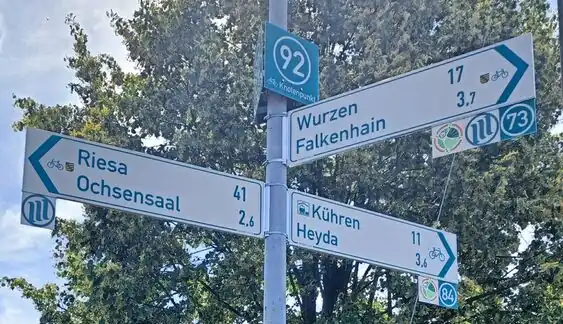 92
Knotenpunkt
Wurzen 17
Falkenhain 3,7
73
Riesa 41
Ochsensaal 2,6
Kühren 11
Heyda 3,6
84